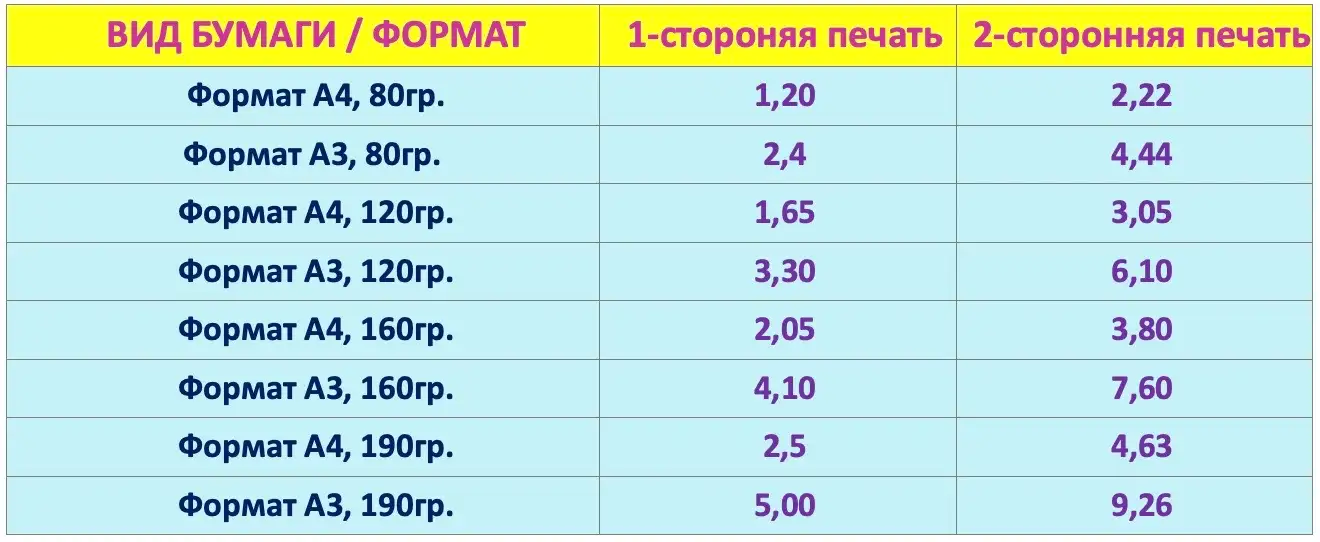 ВИД БУМАГИ / ФОРМАТ 1-стороняя печать 2-сторонняя печать
Формат А4, 80гр. 1,20 2,22
Формат А3, 80гр. 2,4 4,44
Формат А4, 120гр. 1,65 3,05
Формат А3, 120гр. 3,30 6,10
Формат А4, 160гр. 2,05 3,80
Формат А3, 160гр. 4,10 7,60
Формат А4, 190гр. 2,5 4,63
Формат А3, 190гр. 5,00 9,26